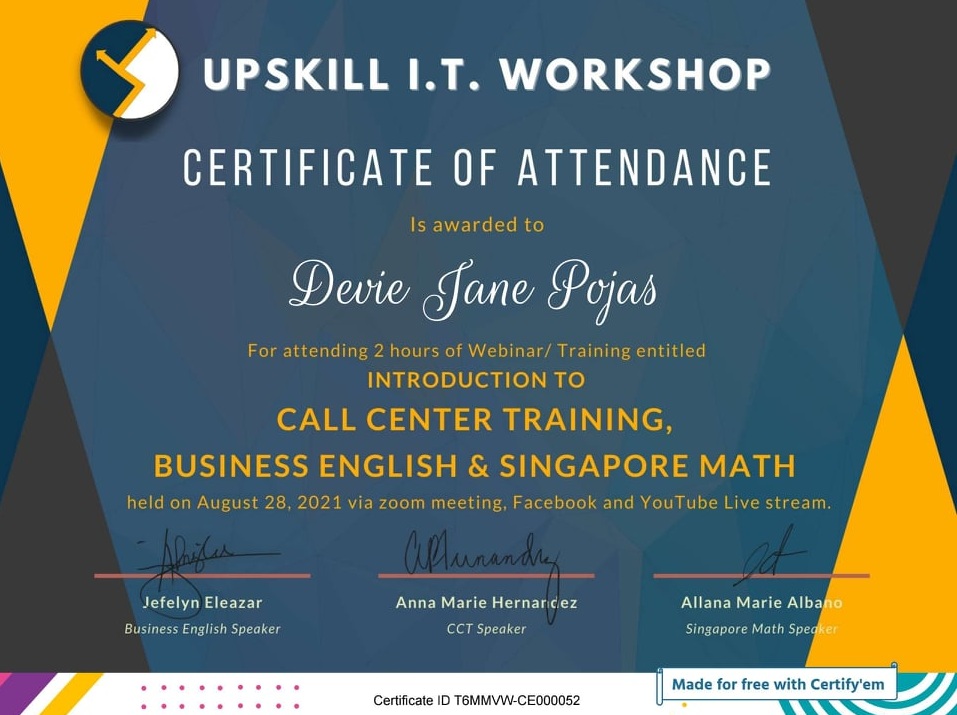 UPSKILL I.T. WORKSHOP
CERTIFICATE OF ATTENDANCE
Is awarded to
Devie Jane Pojas
For attending 2 hours of Webinar/ Training entitled
INTRODUCTION TO
CALL CENTER TRAINING,
BUSINESS ENGLISH & SINGAPORE MATH
held on August 28, 2021 via zoom meeting, Facebook and YouTube Live stream.
Jefelyn Eleazar
Business English Speaker
Anna Marie Hernandez
CCT Speaker
Allana Marie Albano
Singapore Math Speaker
Certificate ID T6MMVW-CE000052
Made for free with Certify'em